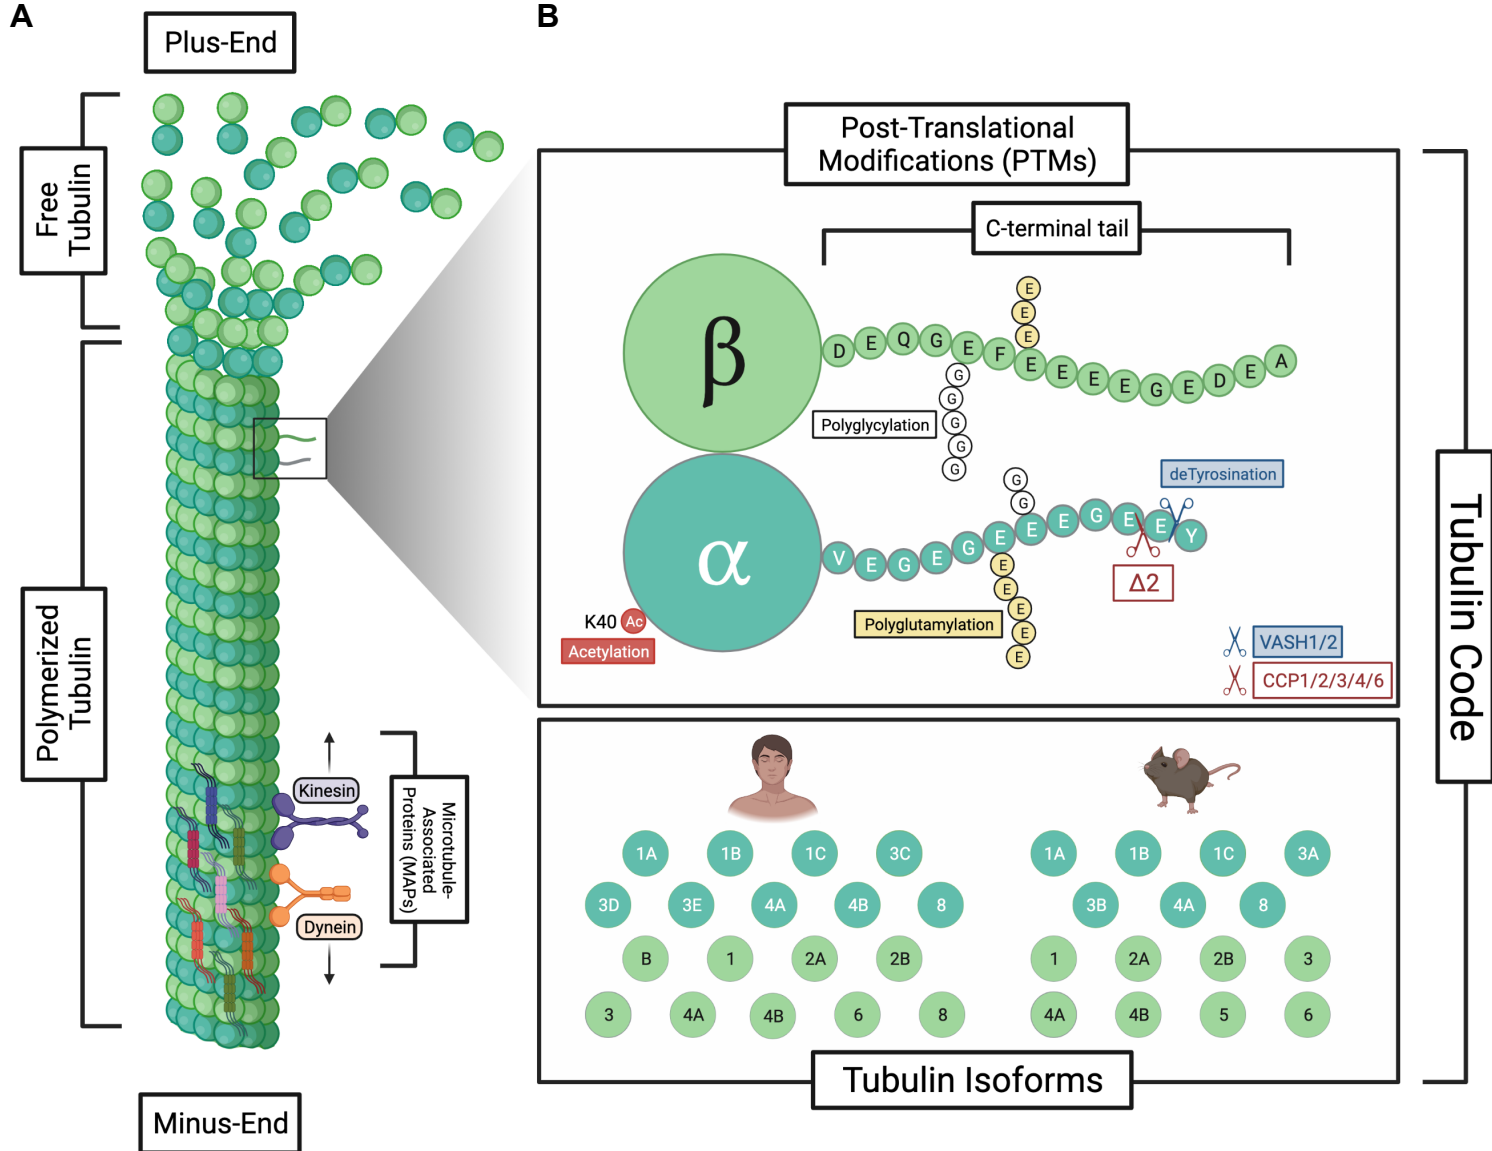 A
Plus-End
Free
Tubulin
Polymerized
Tubulin
Kinesin
Dynein
Microtubule-
Associated
Proteins (MAPs)
Minus-End
B
Post-Translational
Modifications (PTMs)
C-terminal tail
E
E
E
β
D E Q G E F E E E E G E D E A
G
G
G
G
G
Polyglycylation
deTyrosination
G
G
α
V E G E G E E E G E E Y
E
E
E
E
E
Δ2
K40 Ac
Acetylation
Polyglutamylation
VASH1/2
CCP1/2/3/4/6
1A 1B 1C 3C
3D 3E 4A 4B 8
B 1 2A 2B
3 4A 4B 6 8
1A 1B 1C 3A
3B 4A 8
1 2A 2B 3
4A 4B 5 6
Tubulin Isoforms
Tubulin Code